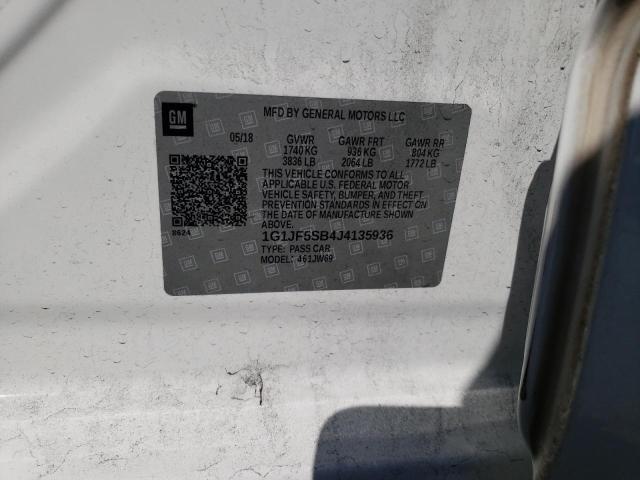 GM
MFD BY GENERAL MOTORS LLC
05/18 GVWR GAWR FRT GAWR RR
1740 KG 936 KG 804 KG
3836 LB 2064 LB 1772 LB
THIS VEHICLE CONFORMS TO ALL
APPLICABLE U.S. FEDERAL MOTOR
VEHICLE SAFETY, BUMPER, AND THEFT
PREVENTION STANDARDS IN EFFECT
ON THE DATE OF MANUFACTURE SHOWN
ABOVE.
8624
1G1JF5SB4J4135936
TYPE: PASS CAR
MODEL: 461JW69